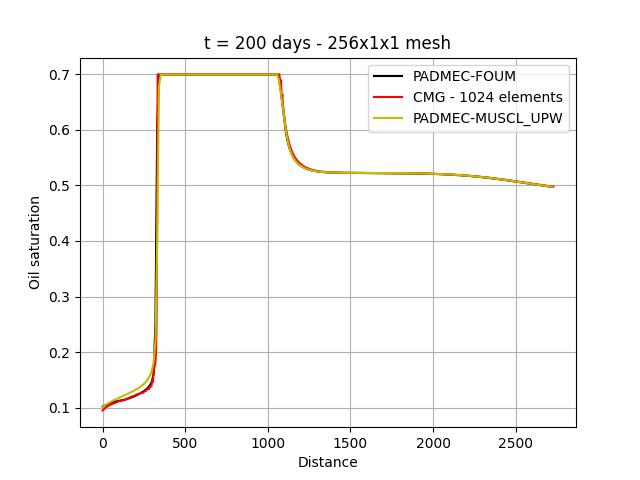 t = 200 days - 256x1x1 mesh
PADMEC-FOUM
CMG - 1024 elements
PADMEC-MUSCL_UPW
Oil saturation
0.7
0.6
0.5
0.4
0.3
0.2
0.1
0 500 1000 1500 2000 2500
Distance